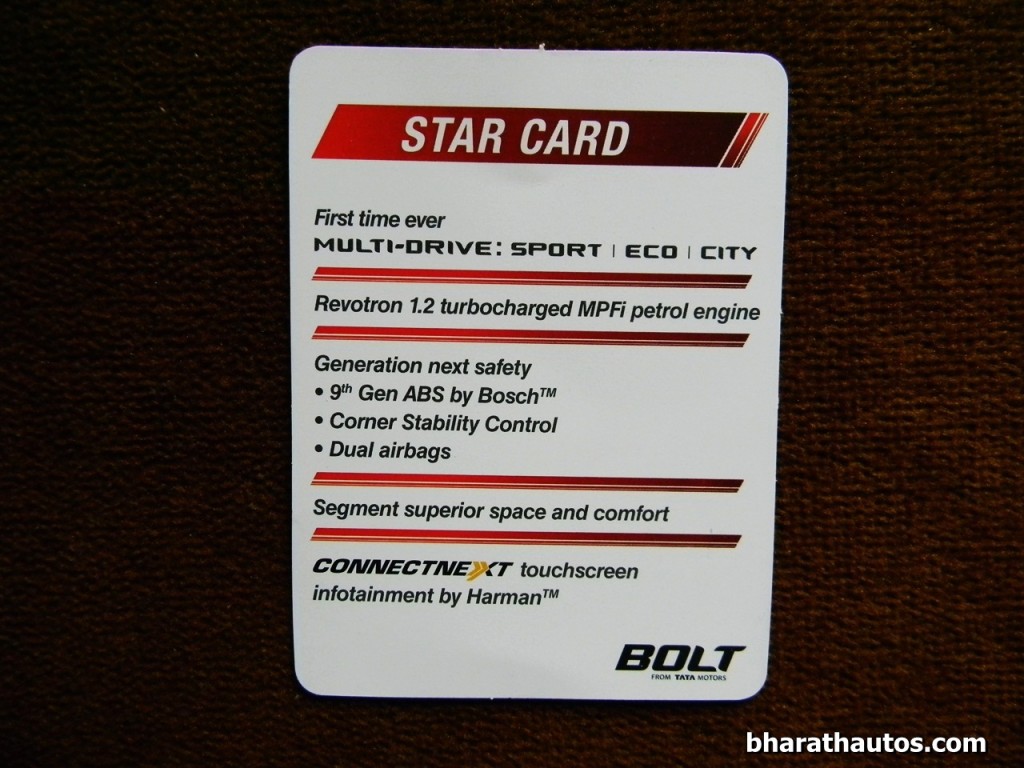 STAR CARD
First time ever
MULTI-DRIVE: SPORT | ECO | CITY
Revotron 1.2 turbocharged MPFi petrol engine
Generation next safety
• 9th Gen ABS by Bosch™
• Corner Stability Control
• Dual airbags
Segment superior space and comfort
CONNECTNEXT touchscreen
infotainment by Harman™
BOLT
FROM TATA MOTORS
bharathautos.com